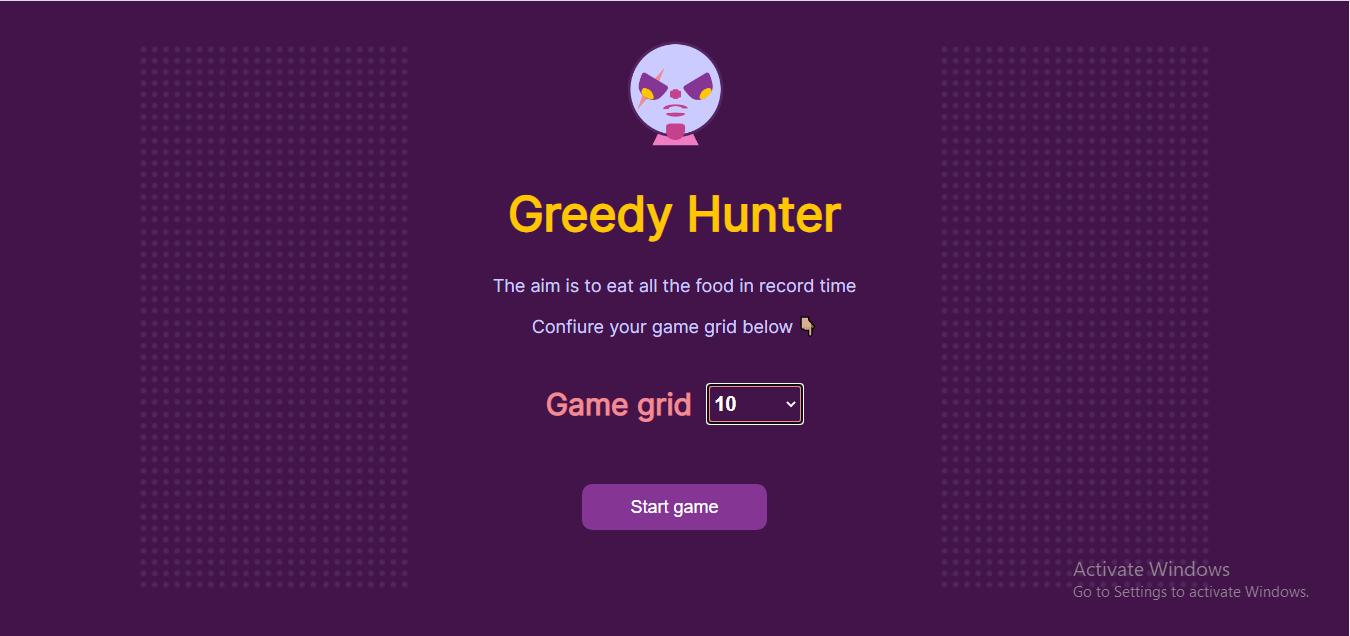 Greedy Hunter
The aim is to eat all the food in record time
Confiure your game grid below 👇🏽
Game grid 10
Start game
Activate Windows
Go to Settings to activate Windows.